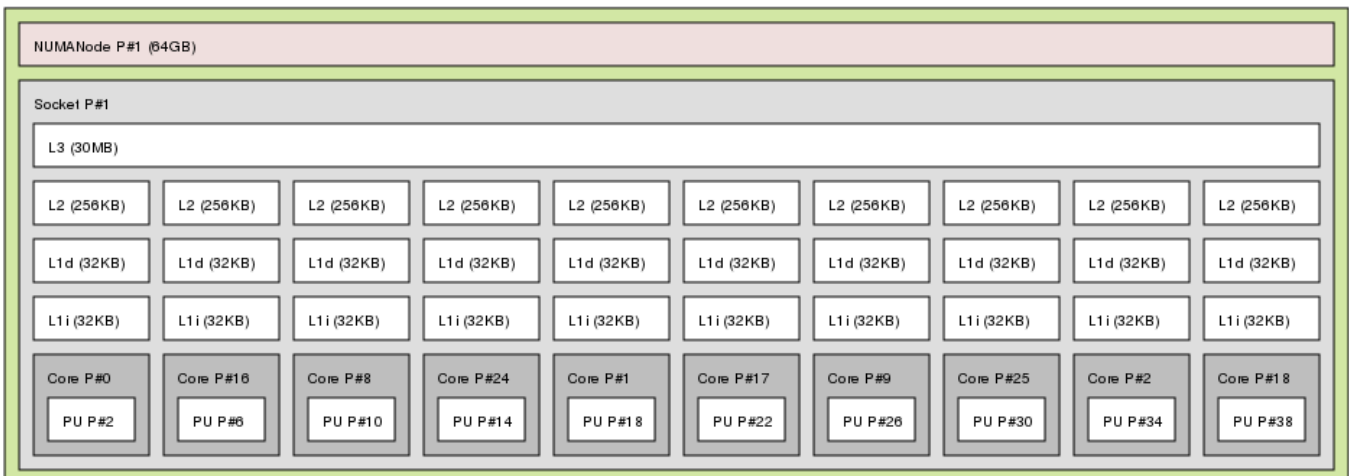 NUMANode P#1 (64GB)
Socket P#1
L3 (30MB)
L2 (256KB) L2 (256KB) L2 (256KB) L2 (256KB) L2 (256KB) L2 (256KB) L2 (256KB) L2 (256KB) L2 (256KB) L2 (256KB)
L1d (32KB) L1d (32KB) L1d (32KB) L1d (32KB) L1d (32KB) L1d (32KB) L1d (32KB) L1d (32KB) L1d (32KB) L1d (32KB)
L1i (32KB) L1i (32KB) L1i (32KB) L1i (32KB) L1i (32KB) L1i (32KB) L1i (32KB) L1i (32KB) L1i (32KB) L1i (32KB)
Core P#0 Core P#16 Core P#8 Core P#24 Core P#1 Core P#17 Core P#9 Core P#25 Core P#2 Core P#18
PU P#2 PU P#6 PU P#10 PU P#14 PU P#18 PU P#22 PU P#26 PU P#30 PU P#34 PU P#38